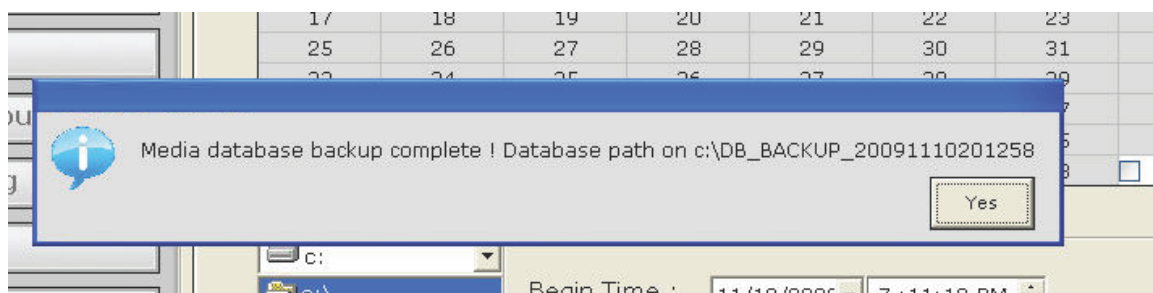 17 18 19 20 21 22 23
25 26 27 28 29 30 31
Media database backup complete ! Database path on c:\DB_BACKUP_20091110201258
Yes
c:
Begin Time :